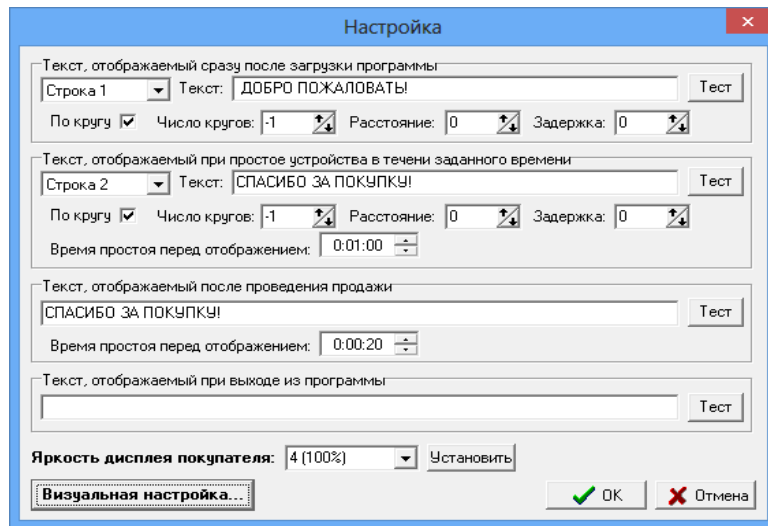 Настройка
Текст, отображаемый сразу после загрузки программы
Строка 1 Текст: ДОБРО ПОЖАЛОВАТЬ! Тест
По кругу Число кругов: -1 Расстояние: 0 Задержка: 0
Текст, отображаемый при простое устройства в течени заданного времени
Строка 2 Текст: СПАСИБО ЗА ПОКУПКУ! Тест
По кругу Число кругов: -1 Расстояние: 0 Задержка: 0
Время простоя перед отображением: 0:01:00
Текст, отображаемый после проведения продажи
СПАСИБО ЗА ПОКУПКУ! Тест
Время простоя перед отображением: 0:00:20
Текст, отображаемый при выходе из программы
Тест
Яркость дисплея покупателя: 4 (100%) Установить
Визуальная настройка... OK Отмена